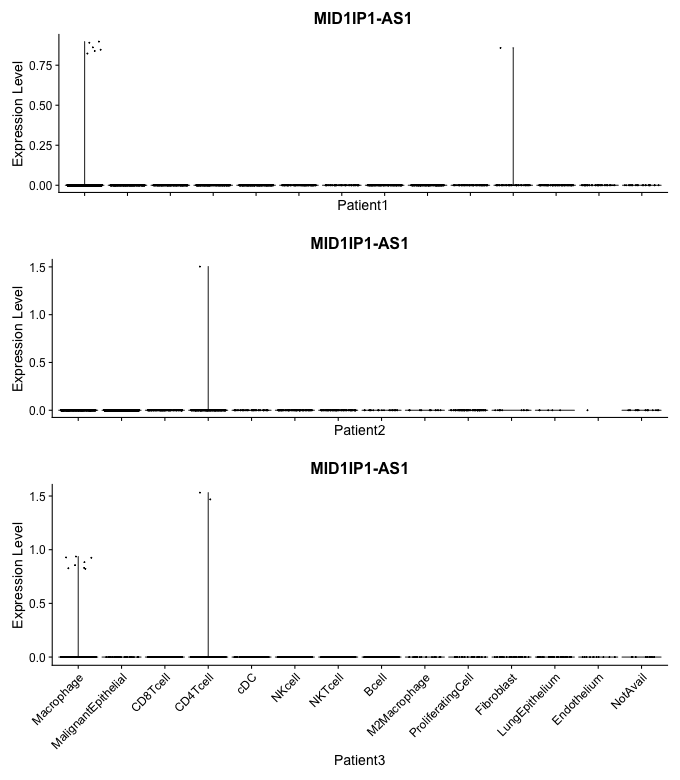 MID1IP1-AS1
Expression Level
0.75
0.50
0.25
0.00
Patient1
MID1IP1-AS1
Expression Level
1.5
1.0
0.5
0.0
Patient2
MID1IP1-AS1
Expression Level
1.5
1.0
0.5
0.0
Macrophage
MalignantEpithelial
CD8Tcell
CD4Tcell
cDC
NKcell
NKTcell
Bcell
M2Macrophage
ProliferatingCell
Fibroblast
LungEpithelium
Endothelium
NotAvail
Patient3